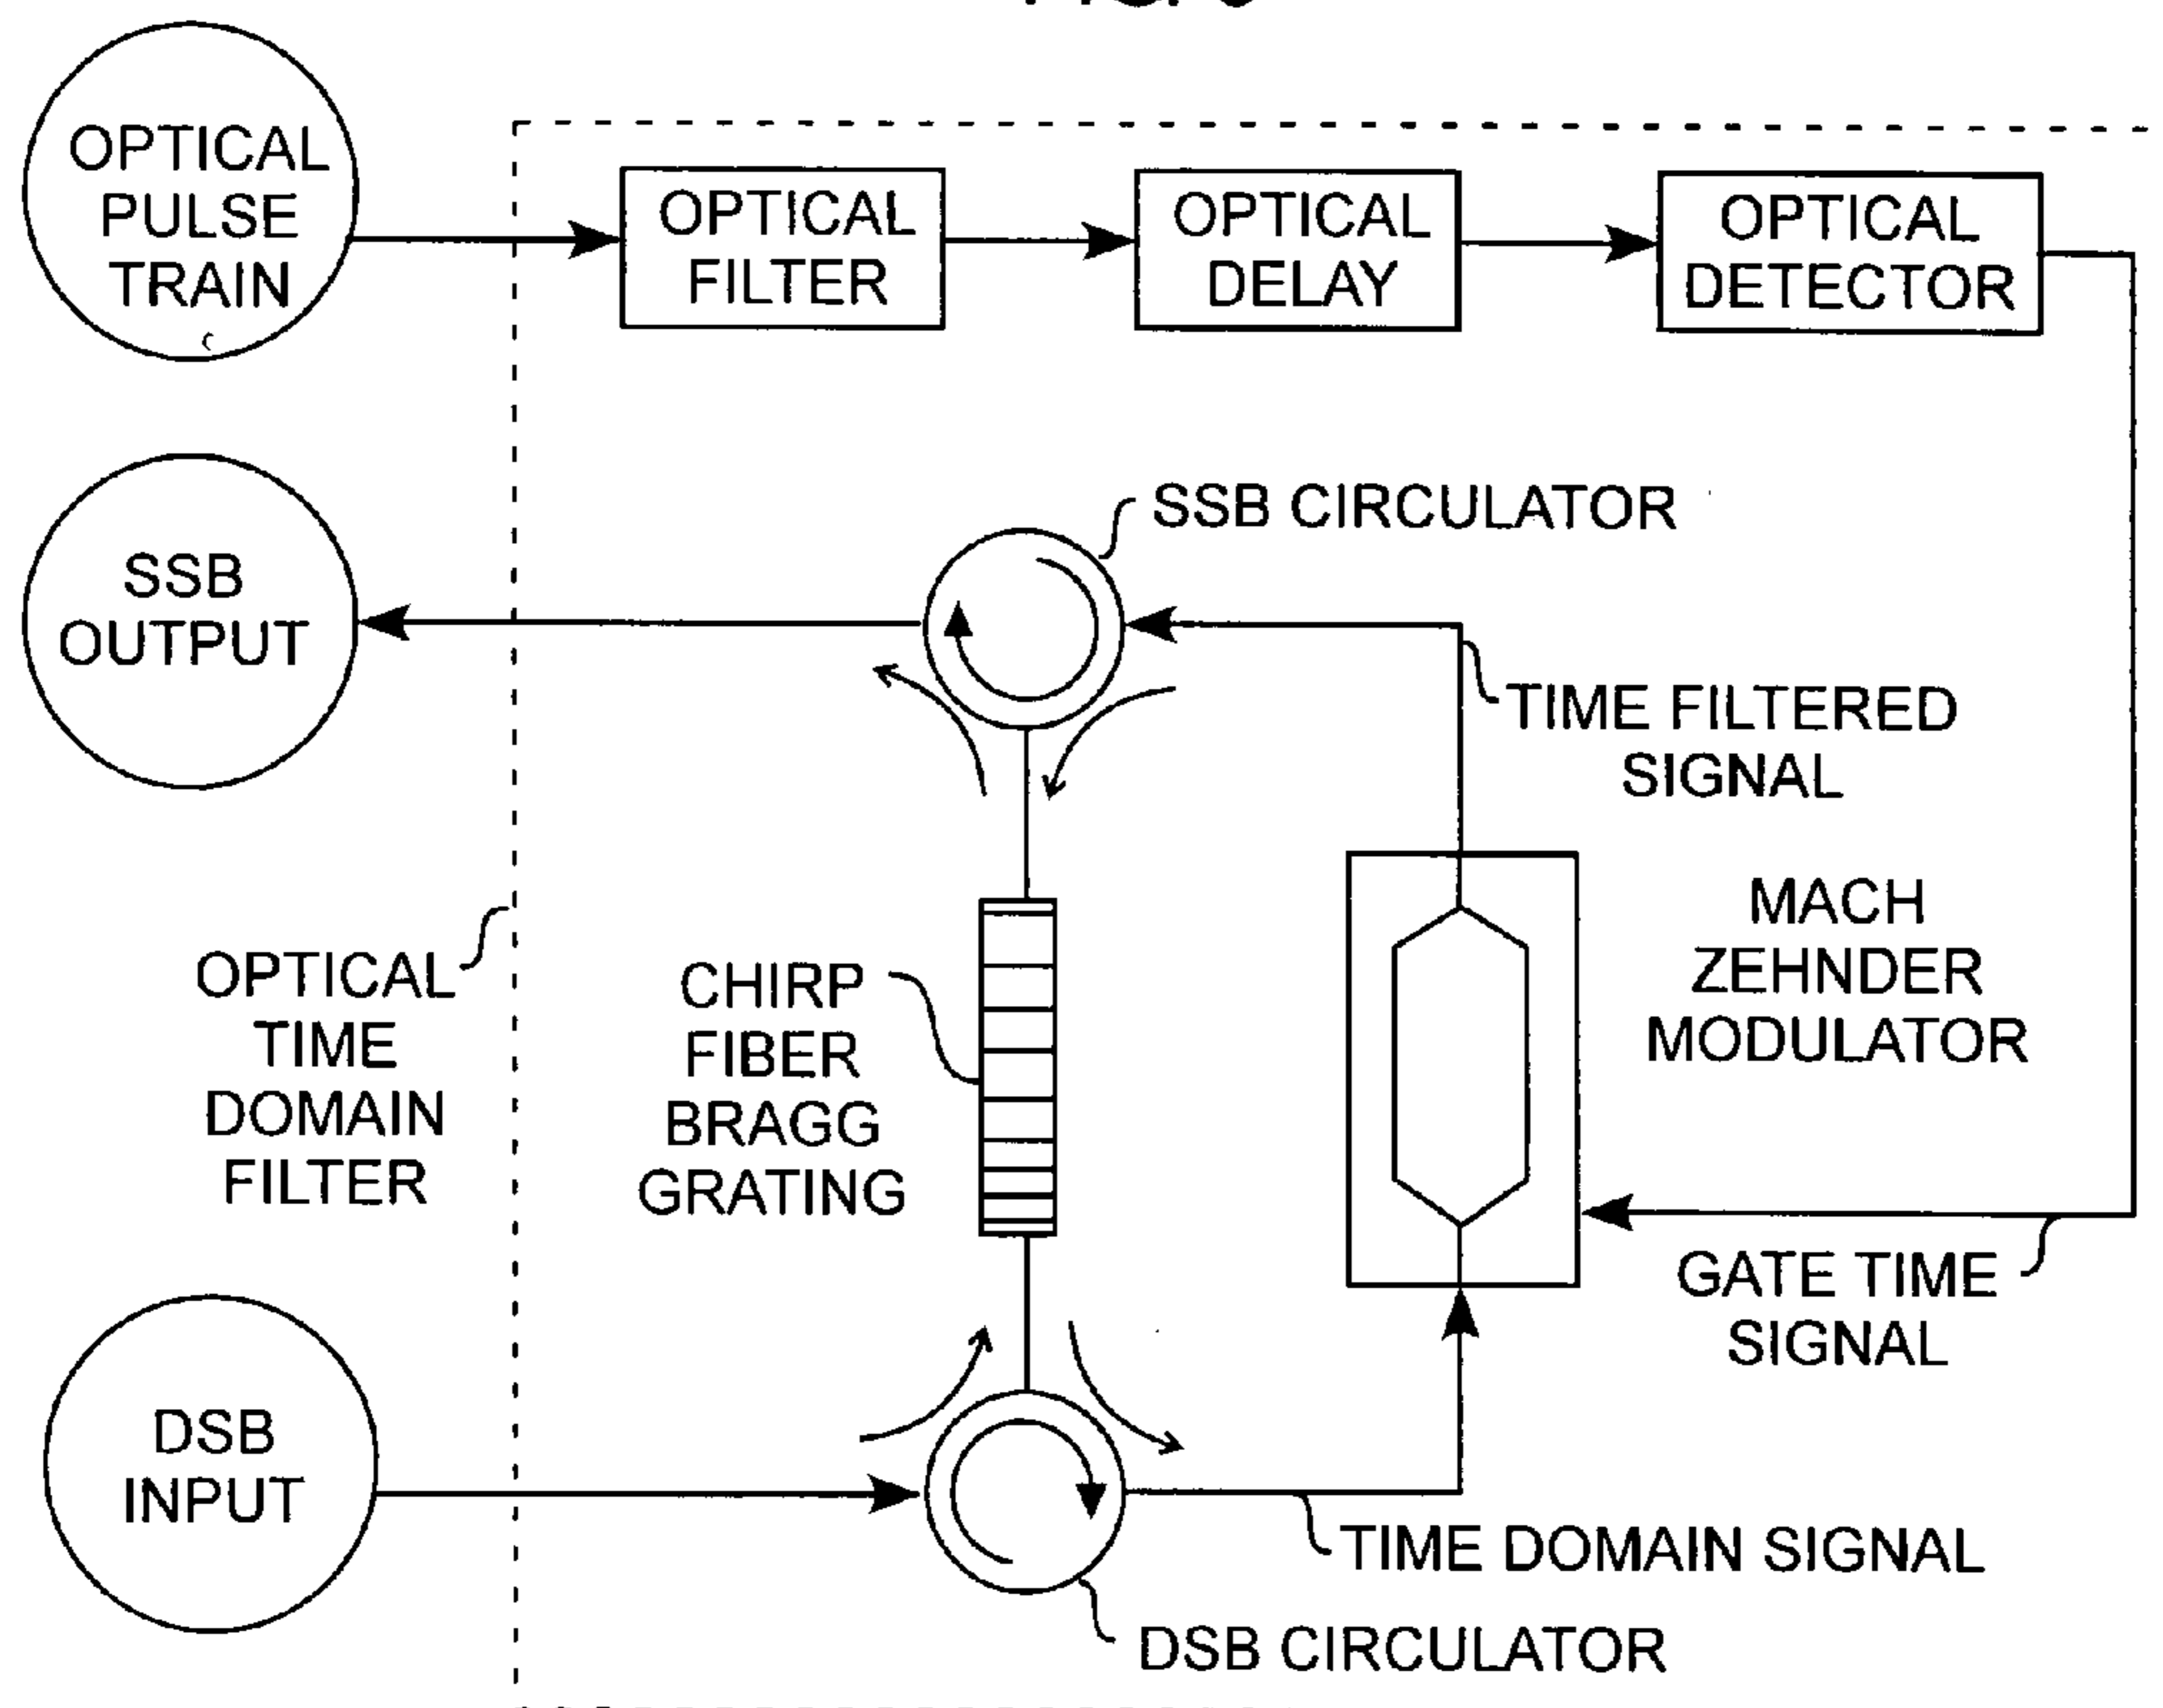 OPTICAL
PULSE
TRAIN
OPTICAL
FILTER
OPTICAL
DELAY
OPTICAL
DETECTOR
SSB CIRCULATOR
SSB
OUTPUT
TIME FILTERED
SIGNAL
MACH
ZEHNDER
MODULATOR
OPTICAL
TIME
DOMAIN
FILTER
CHIRP
FIBER
BRAGG
GRATING
GATE TIME
SIGNAL
DSB
INPUT
TIME DOMAIN SIGNAL
DSB CIRCULATOR